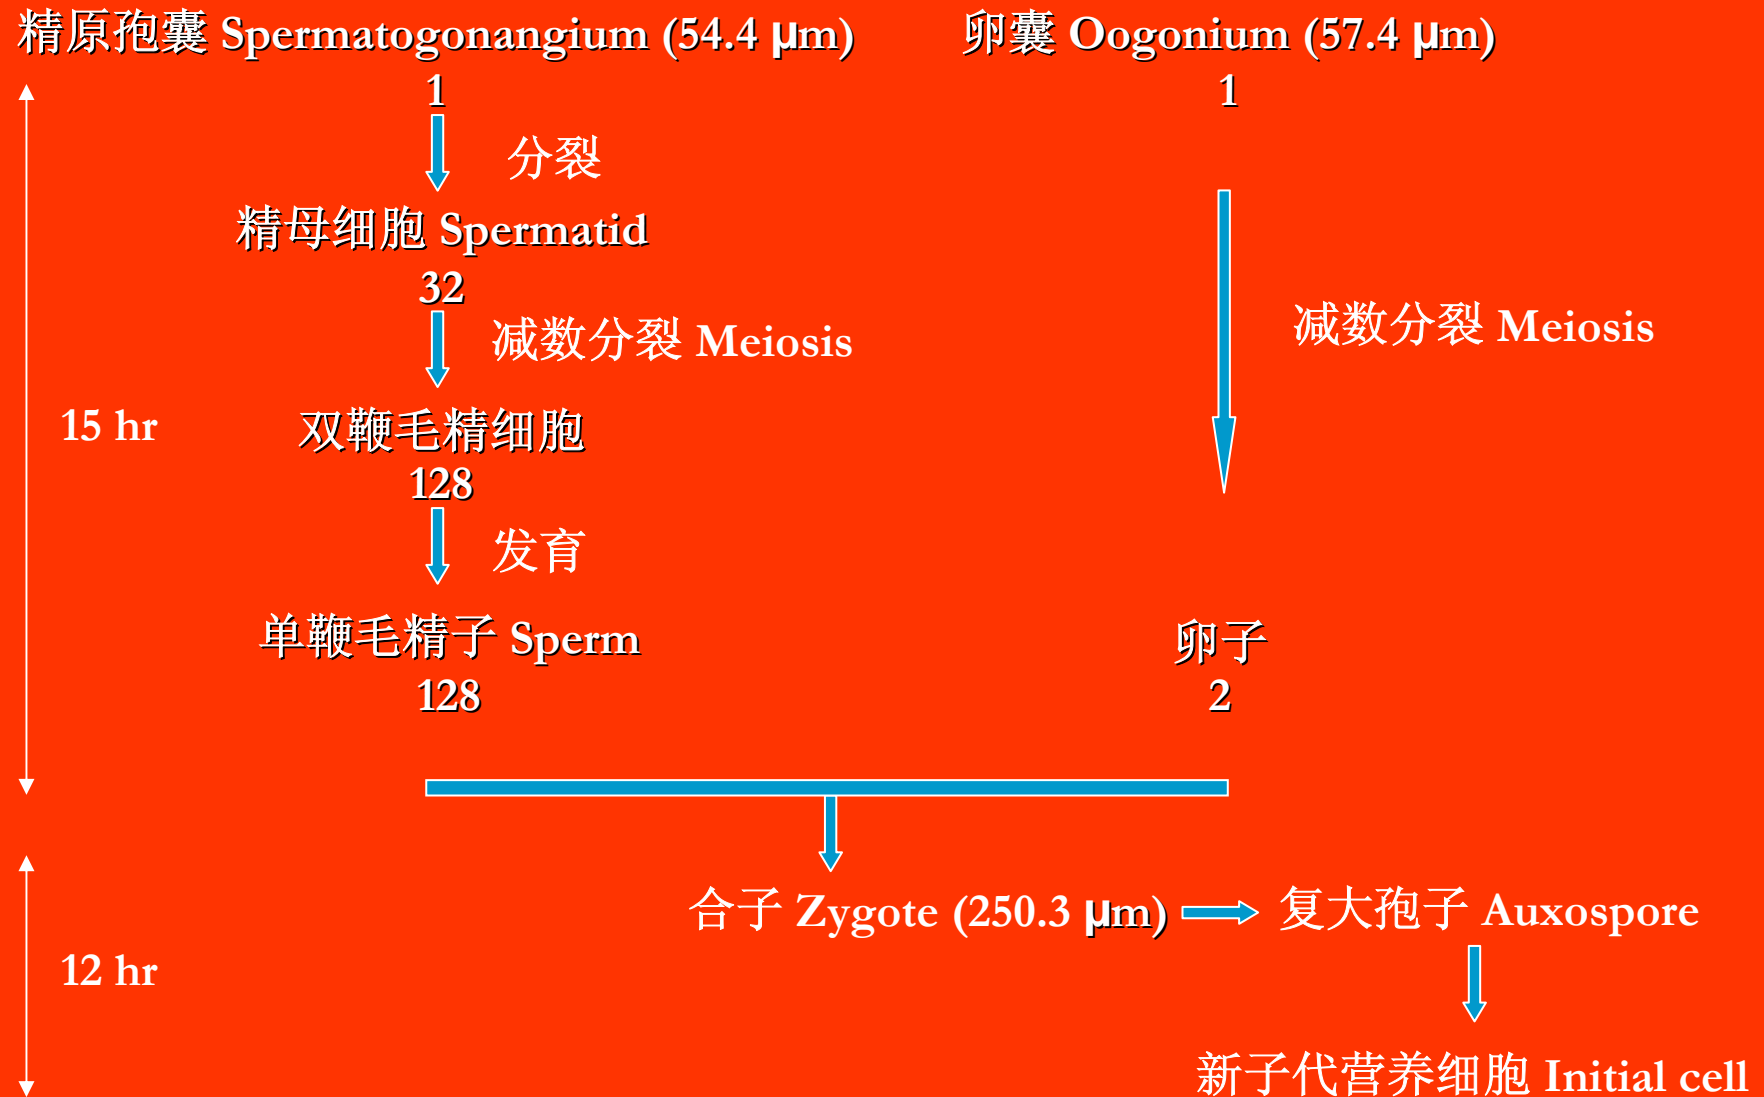 精原孢囊 Spermatogonangium (54.4 µm)
1
分裂
精母细胞 Spermatid
32
减数分裂 Meiosis
双鞭毛精细胞
128
发育
单鞭毛精子 Sperm
128
卵囊 Oogonium (57.4 µm)
1
减数分裂 Meiosis
卵子
2
15 hr
合子 Zygote (250.3 µm)
复大孢子 Auxospore
12 hr
新子代营养细胞 Initial cell